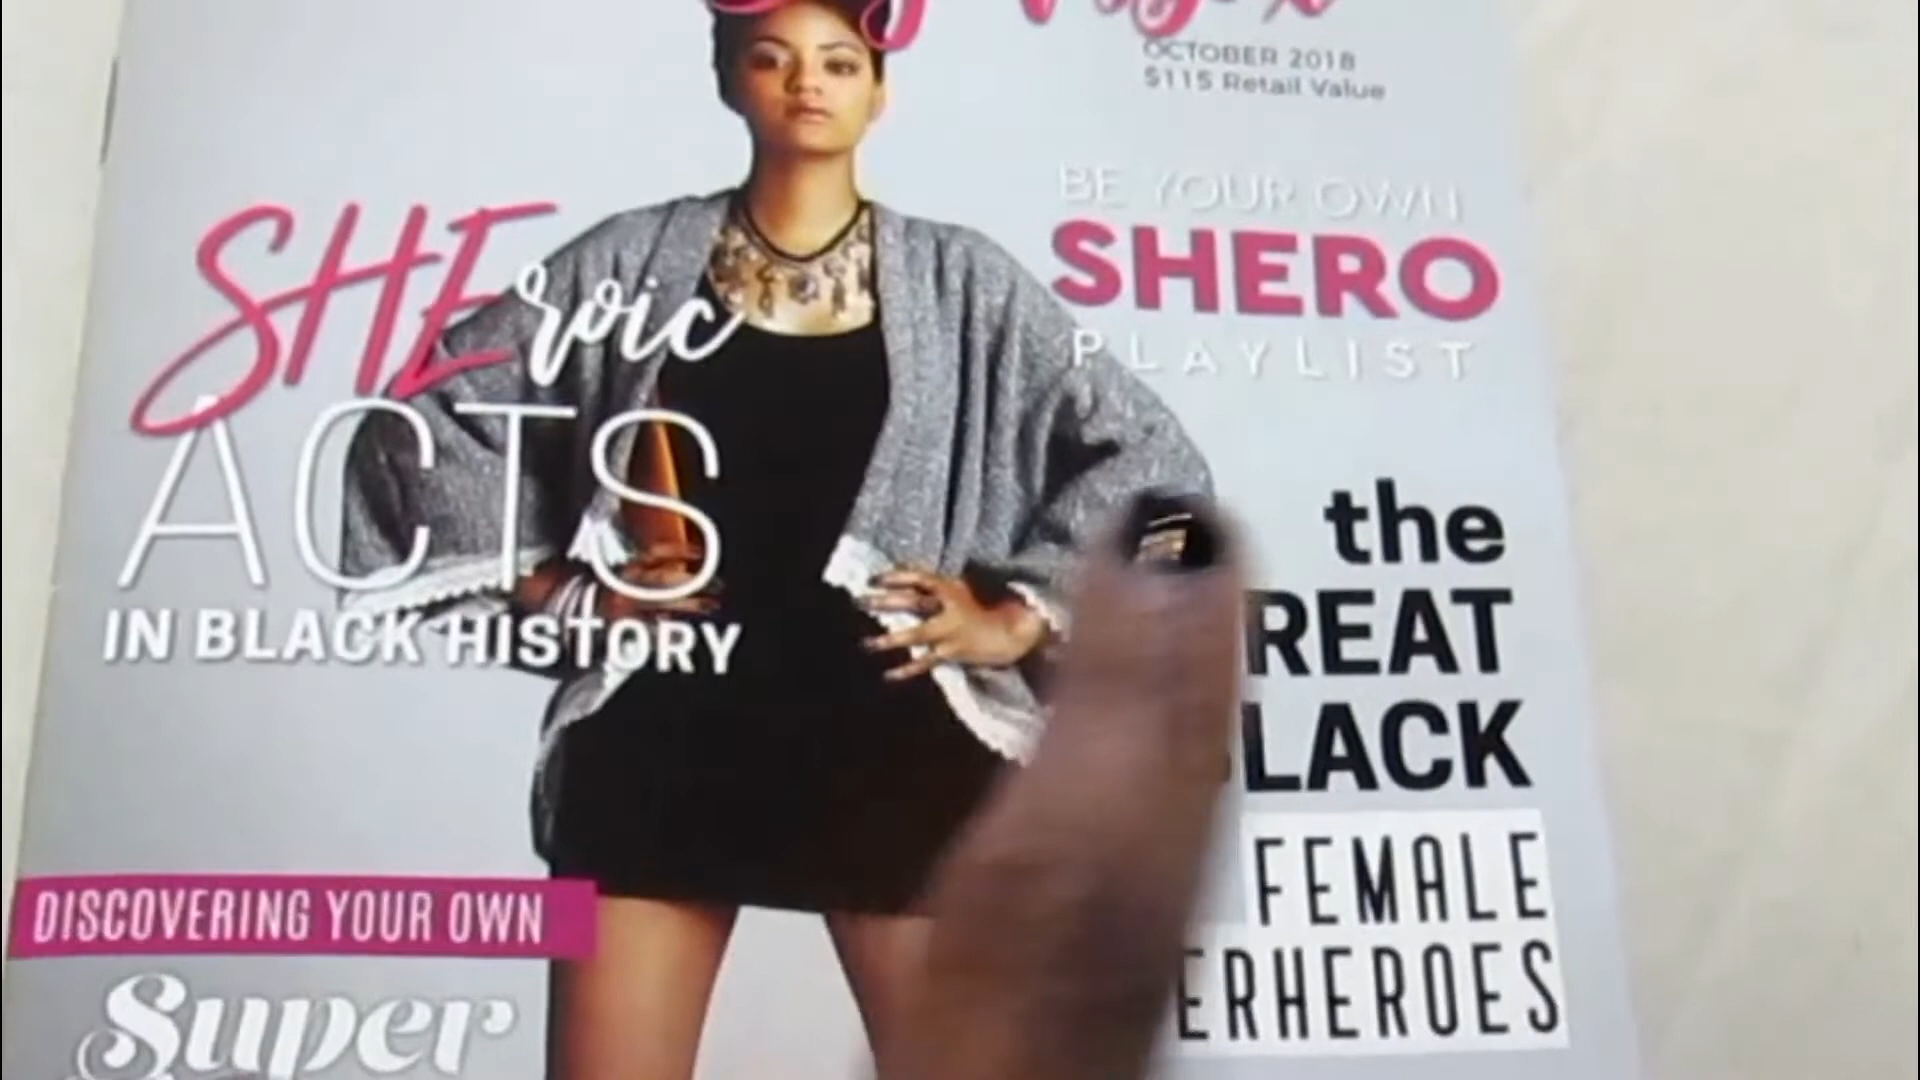 OCTOBER 2018
$115 Retail Value
BE YOUR OWN
SHERO
PLAYLIST
SHEroic
ACTS
IN BLACK HISTORY
the
REAT
LACK
FEMALE
ERHEROES
DISCOVERING YOUR OWN
Super